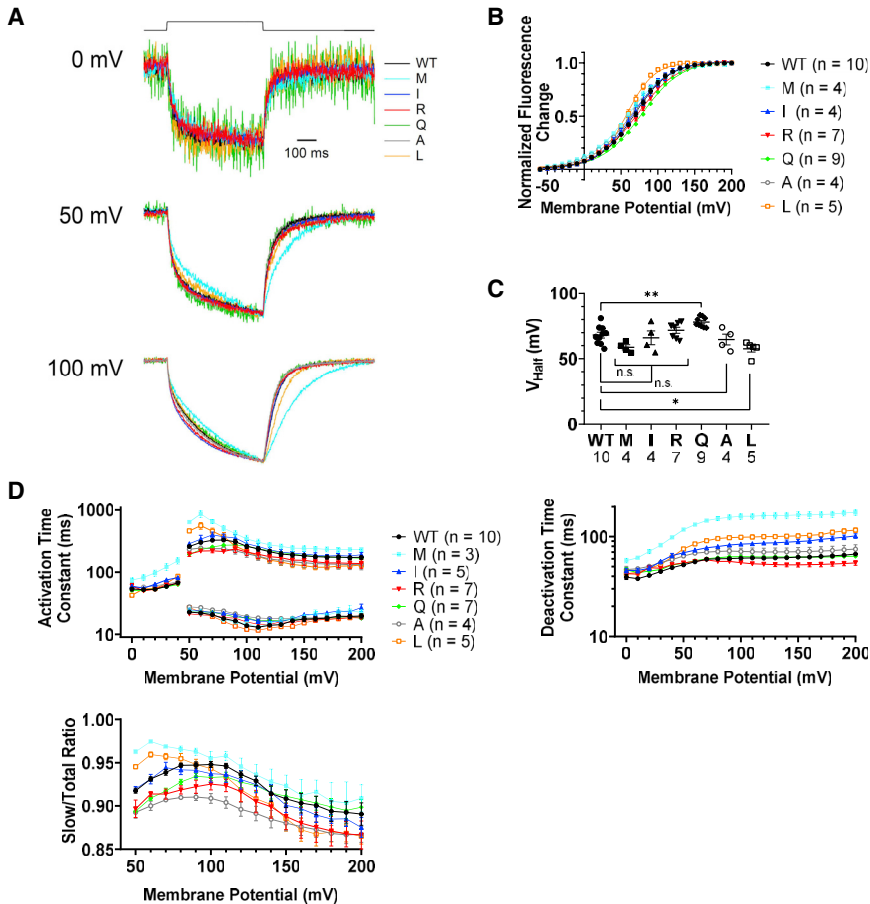 A
0 mV
WT
M
I
R
Q
A
L
100 ms
50 mV
100 mV
B
Normalized Fluorescence
Change
1.0
0.5
-50
50
100
150
200
Membrane Potential (mV)
WT (n = 10)
M (n = 4)
I (n = 4)
R (n = 7)
Q (n = 9)
A (n = 4)
L (n = 5)
C
VHalf (mV)
100
50
0
**
n.s.
n.s.
*
WT M I R Q A L
10 4 4 7 9 4 5
D
Activation Time
Constant (ms)
1000
100
10
0 50 100 150 200
Membrane Potential (mV)
WT (n = 10)
M (n = 3)
I (n = 5)
R (n = 7)
Q (n = 7)
A (n = 4)
L (n = 5)
Deactivation Time
Constant (ms)
100
10
0 50 100 150 200
Membrane Potential (mV)
Slow/Total Ratio
1.00
0.95
0.90
0.85
50 100 150 200
Membrane Potential (mV)